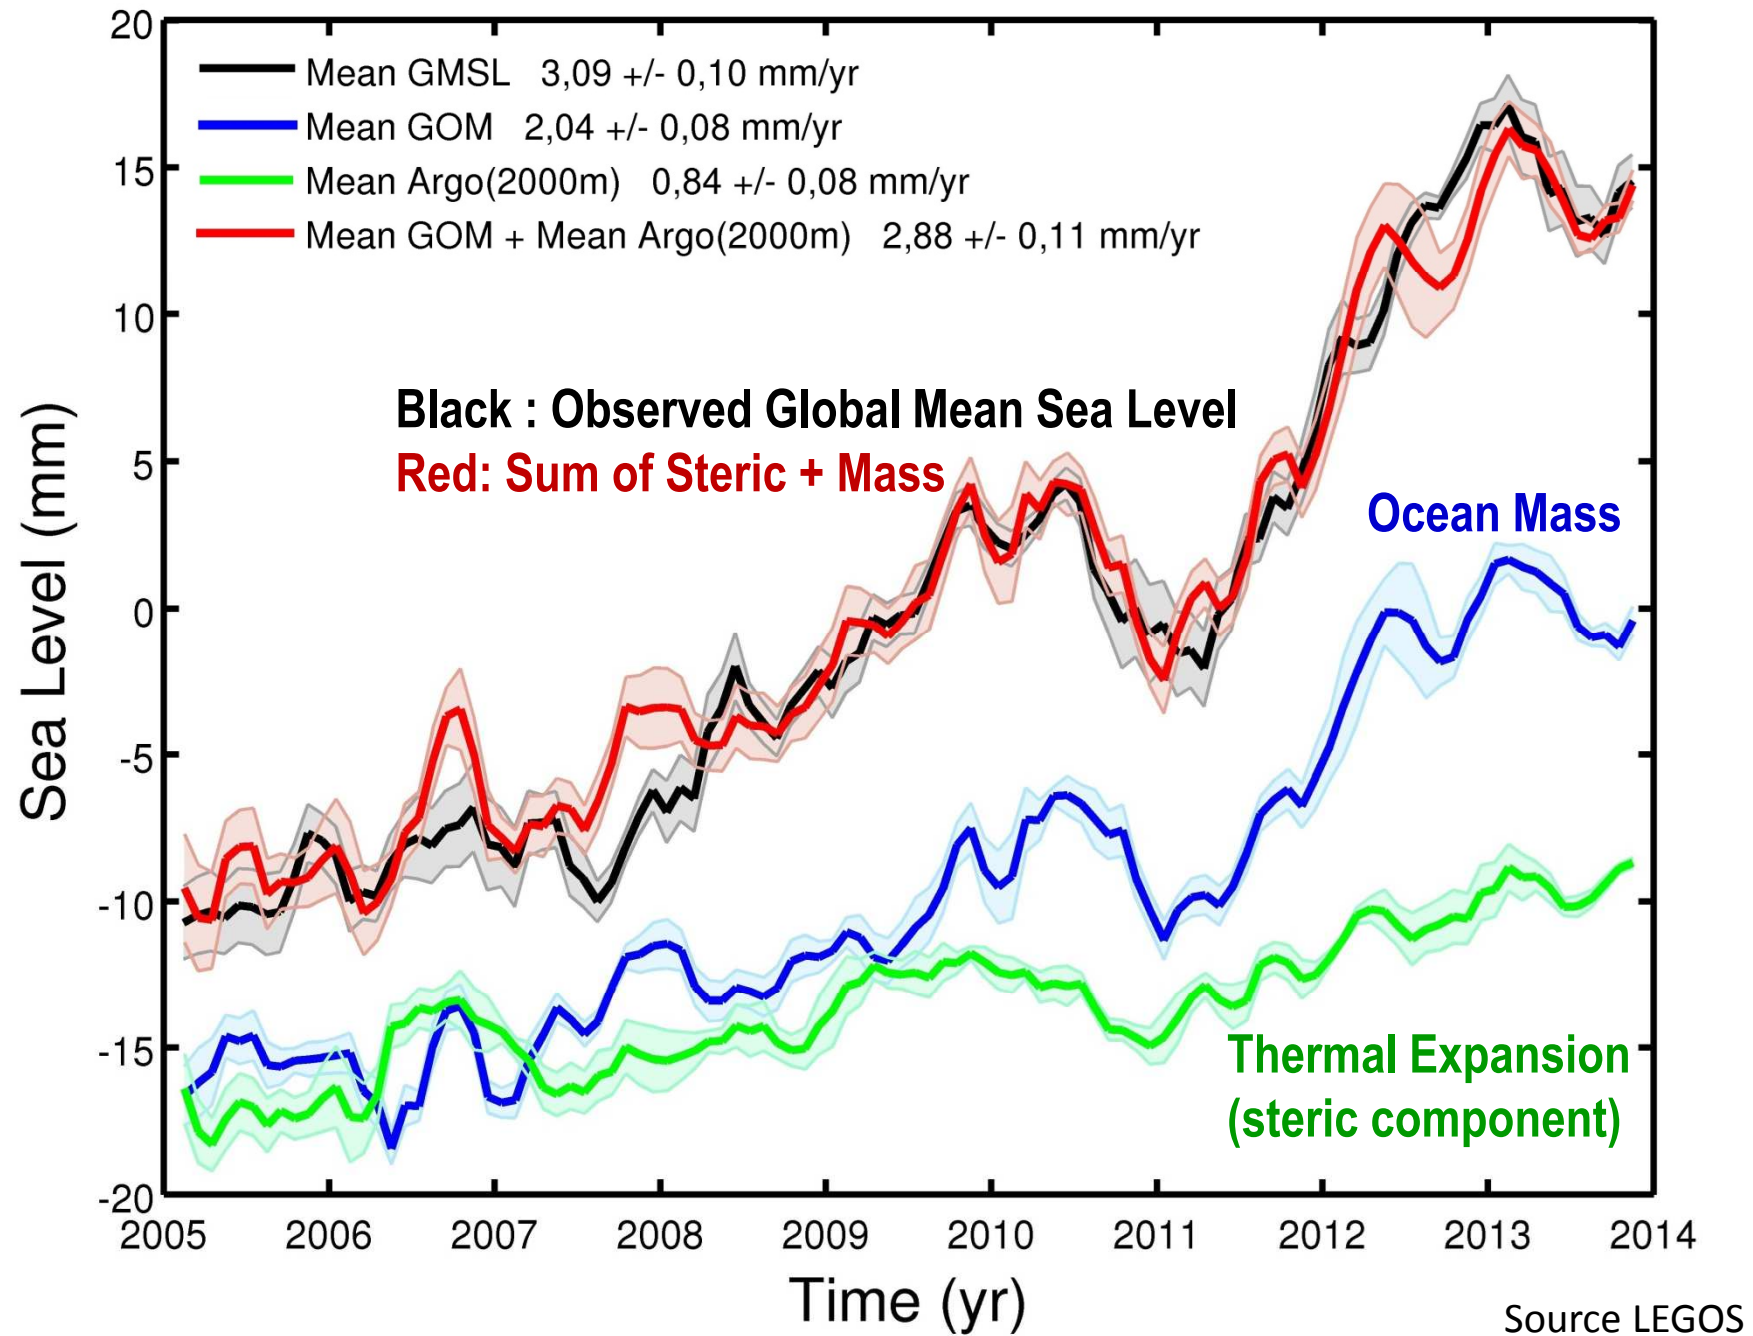 20
Mean GMSL 3,09 +/- 0,10 mm/yr
Mean GOM 2,04 +/- 0,08 mm/yr
15
Mean Argo(2000m) 0,84 +/- 0,08 mm/yr
Mean GOM + Mean Argo(2000m) 2,88 +/- 0,11 mm/yr
10
Black : Observed Global Mean Sea Level
5
Red: Sum of Steric + Mass
Ocean Mass
0
Sea Level (mm)
-5
-10
-15
Thermal Expansion
(steric component)
-20
2005 2006 2007 2008 2009 2010 2011 2012 2013 2014
Time (yr)
Source LEGOS